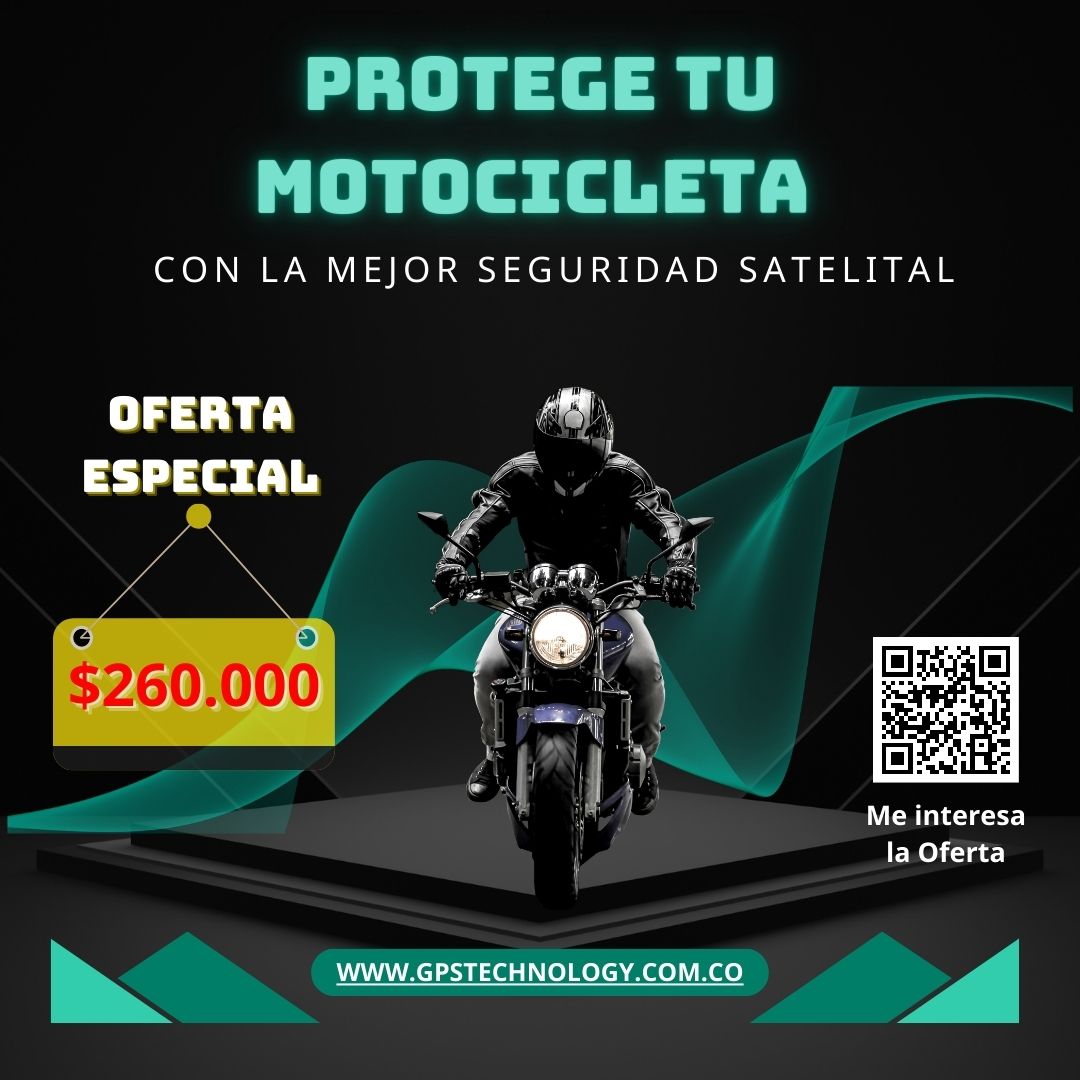 PROTEGE TU
MOTOCICLETA
CON LA MEJOR SEGURIDAD SATELITAL
OFERTA
ESPECIAL
$260.000
Me interesa
la Oferta
WWW.GPSTECHNOLOGY.COM.CO